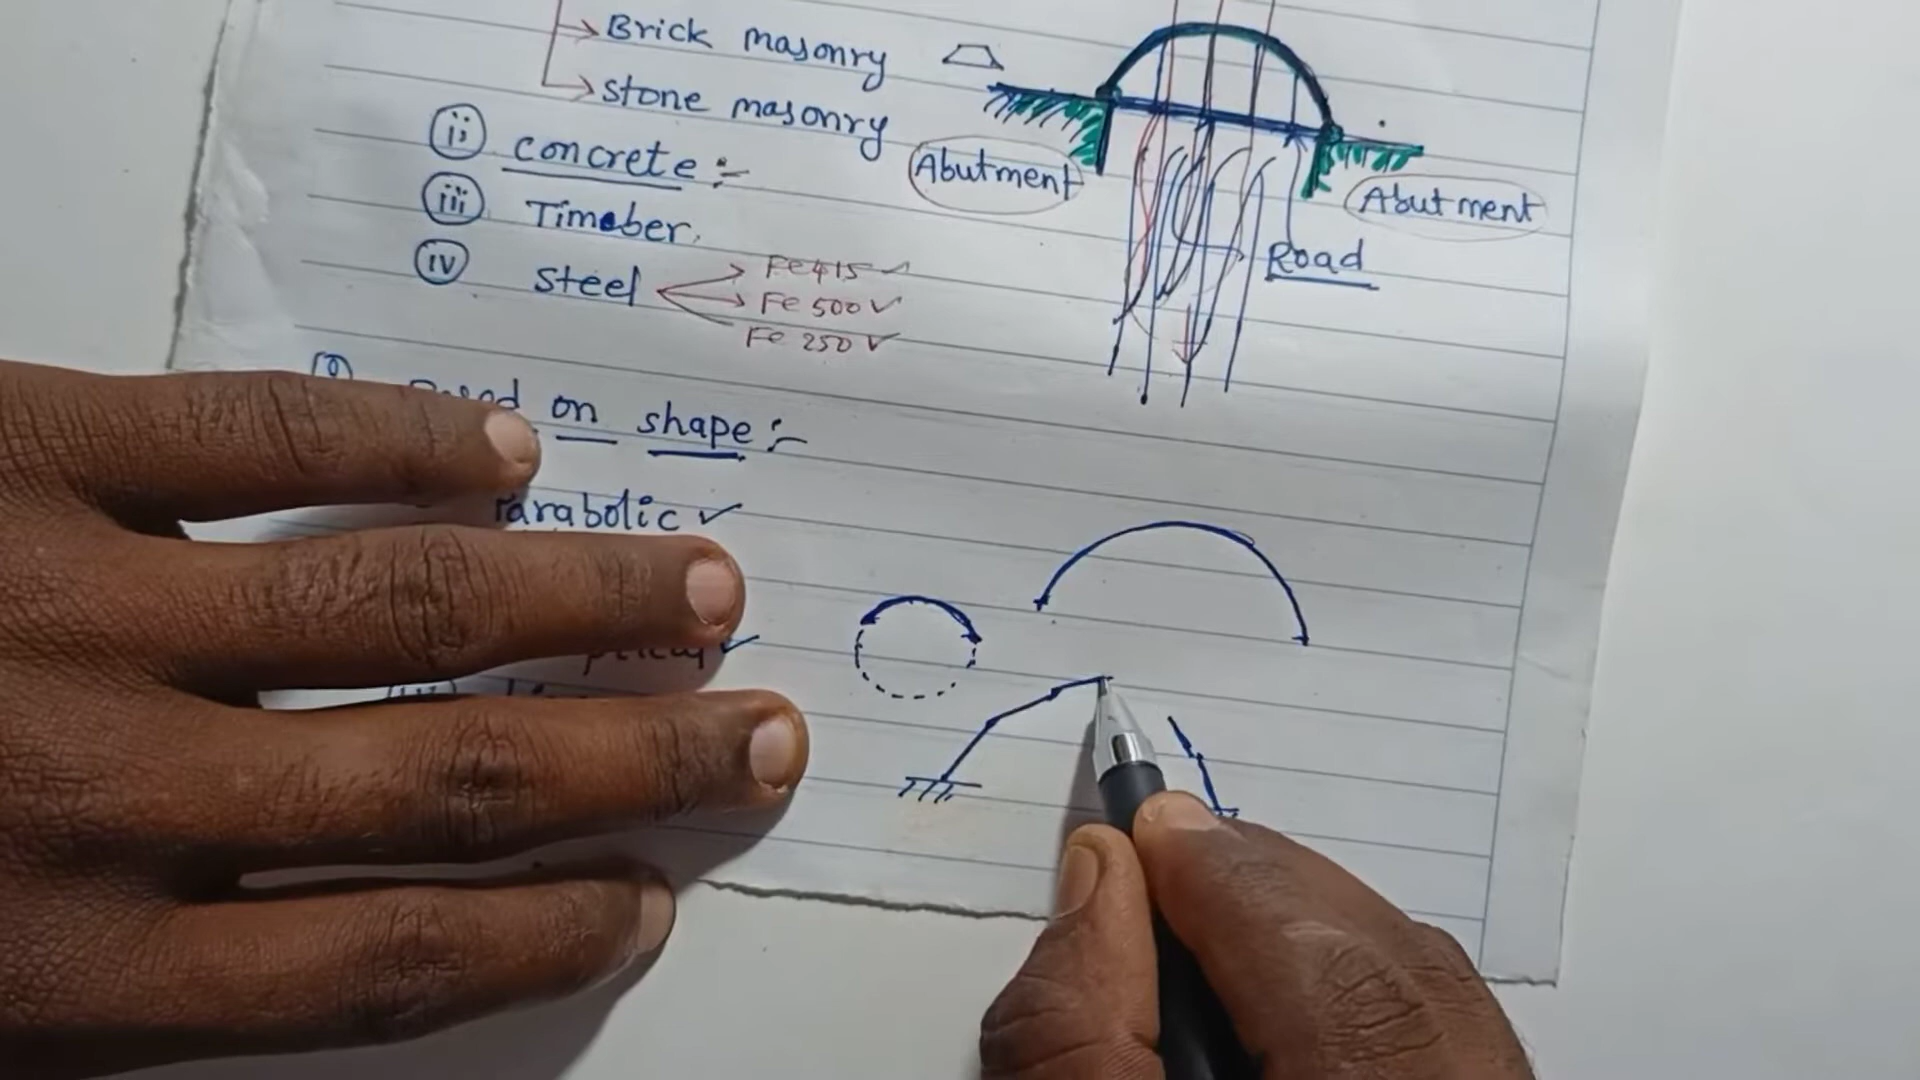 Brick masonry
stone masonry
ii concrete :-
Abutment
Abutment
iii Timber.
Road
iv Steel
Fe 415
Fe 500 ✓
Fe 250 ✓
on shape :-
Parabolic ✓